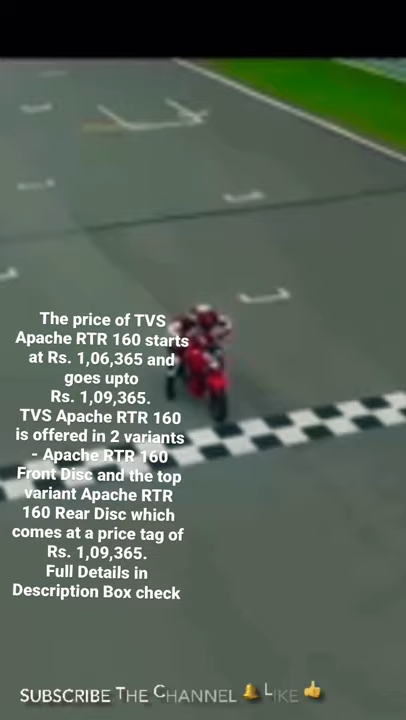 The price of TVS
Apache RTR 160 starts
at Rs. 1,06,365 and
goes upto
Rs. 1,09,365.
TVS Apache RTR 160
is offered in 2 variants
- Apache RTR 160
Front Disc and the top
variant Apache RTR
160 Rear Disc which
comes at a price tag of
Rs. 1,09,365.
Full Details in
Description Box check
SUBSCRIBE THE CHANNEL 🔔 LIKE 👍